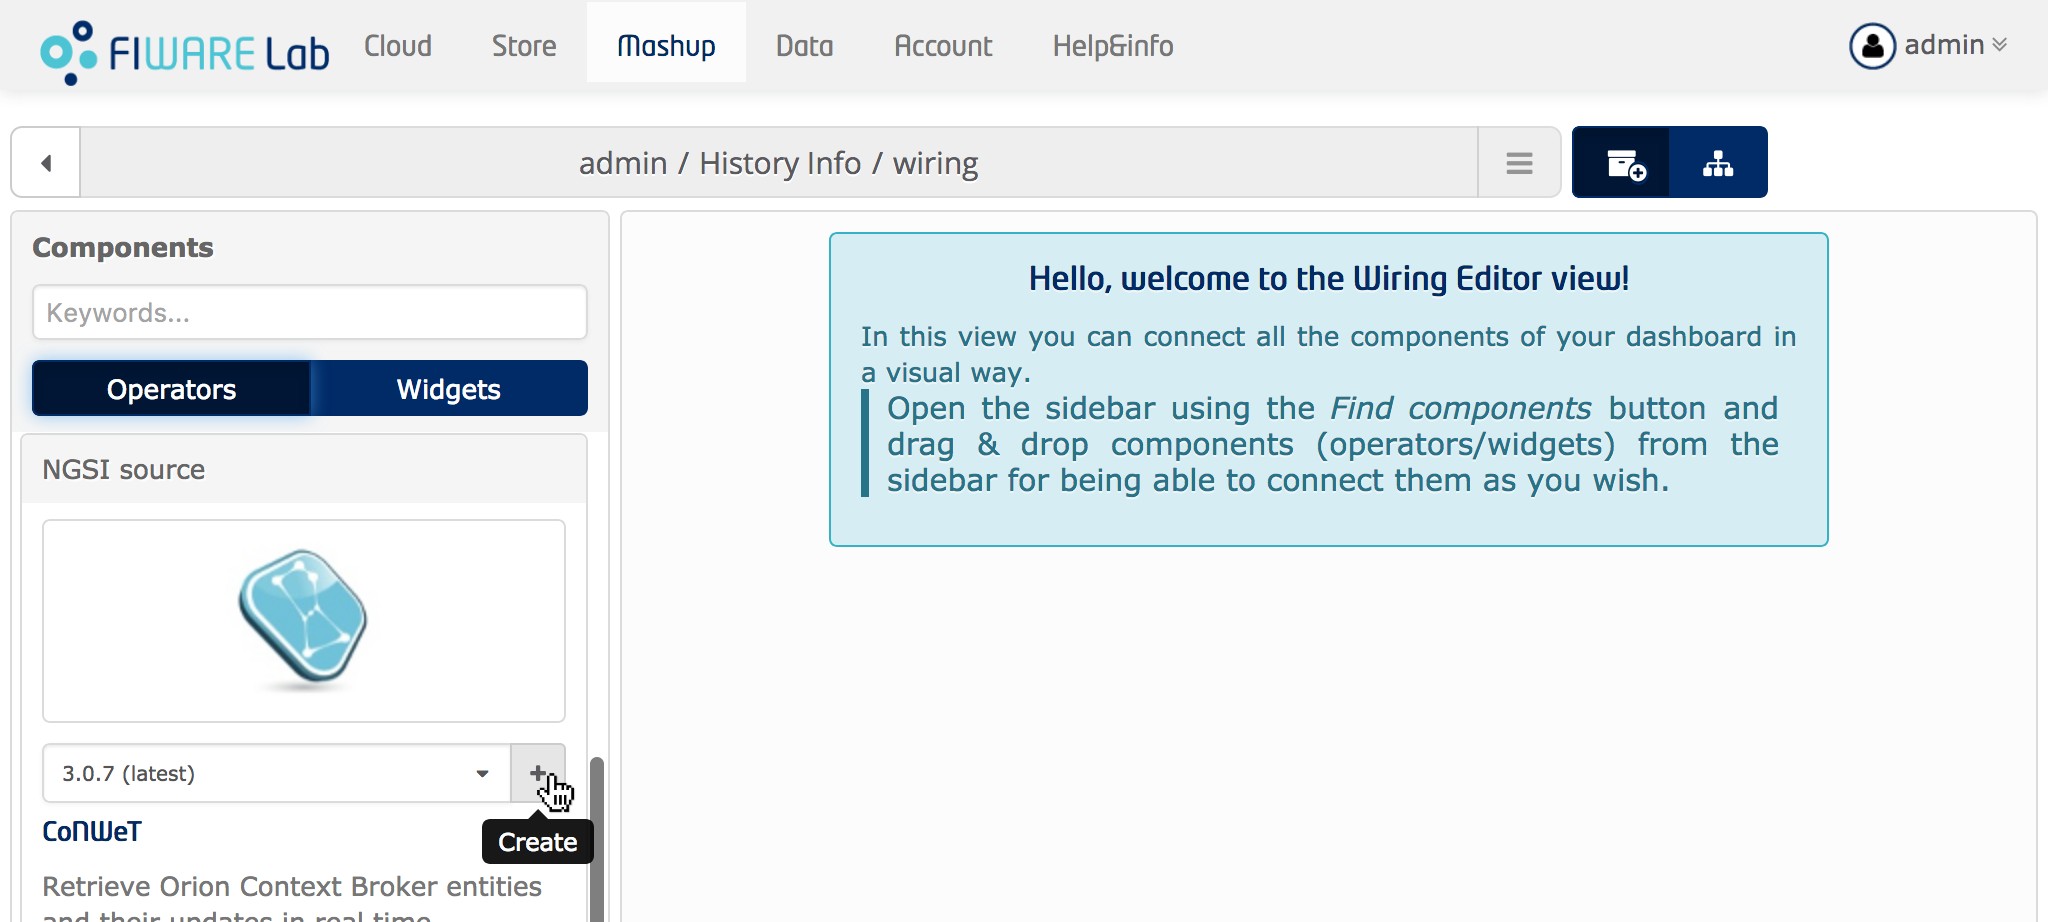 FIWARE Lab Cloud Store Mashup Data Account Help&info admin
admin / History Info / wiring
Components
Keywords...
Operators Widgets
NGSI source
3.0.7 (latest)
CoNWeT
Create
Retrieve Orion Context Broker entities
and their updates in real time.
Hello, welcome to the Wiring Editor view!
In this view you can connect all the components of your dashboard in
a visual way.
Open the sidebar using the Find components button and
drag & drop components (operators/widgets) from the
sidebar for being able to connect them as you wish.